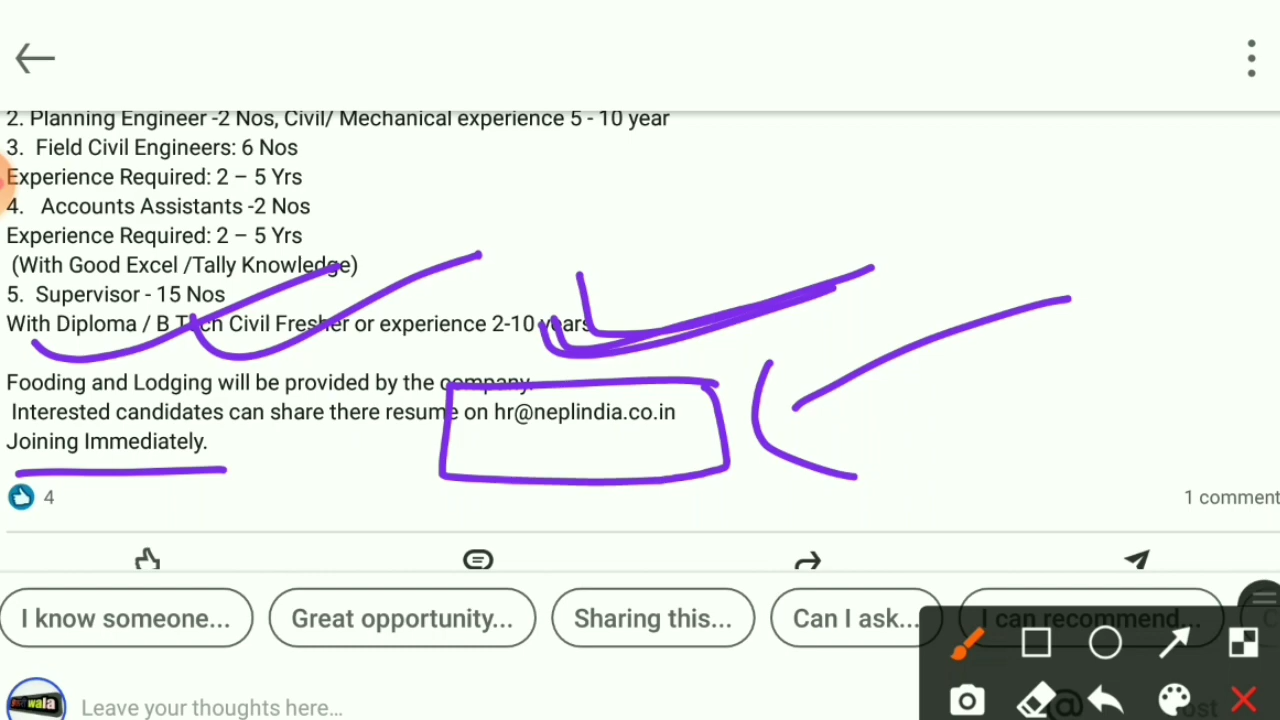 2. Planning Engineer -2 Nos, Civil/ Mechanical experience 5 - 10 year
3. Field Civil Engineers: 6 Nos
Experience Required: 2 – 5 Yrs
4. Accounts Assistants -2 Nos
Experience Required: 2 – 5 Yrs
(With Good Excel /Tally Knowledge)
5. Supervisor - 15 Nos
With Diploma / B Tech Civil Fresher or experience 2-10 years
Fooding and Lodging will be provided by the company.
Interested candidates can share there resume on hr@neplindia.co.in
Joining Immediately.
4
1 comment
I know someone... Great opportunity... Sharing this... Can I ask... I can recommend...
wala
Leave your thoughts here... @